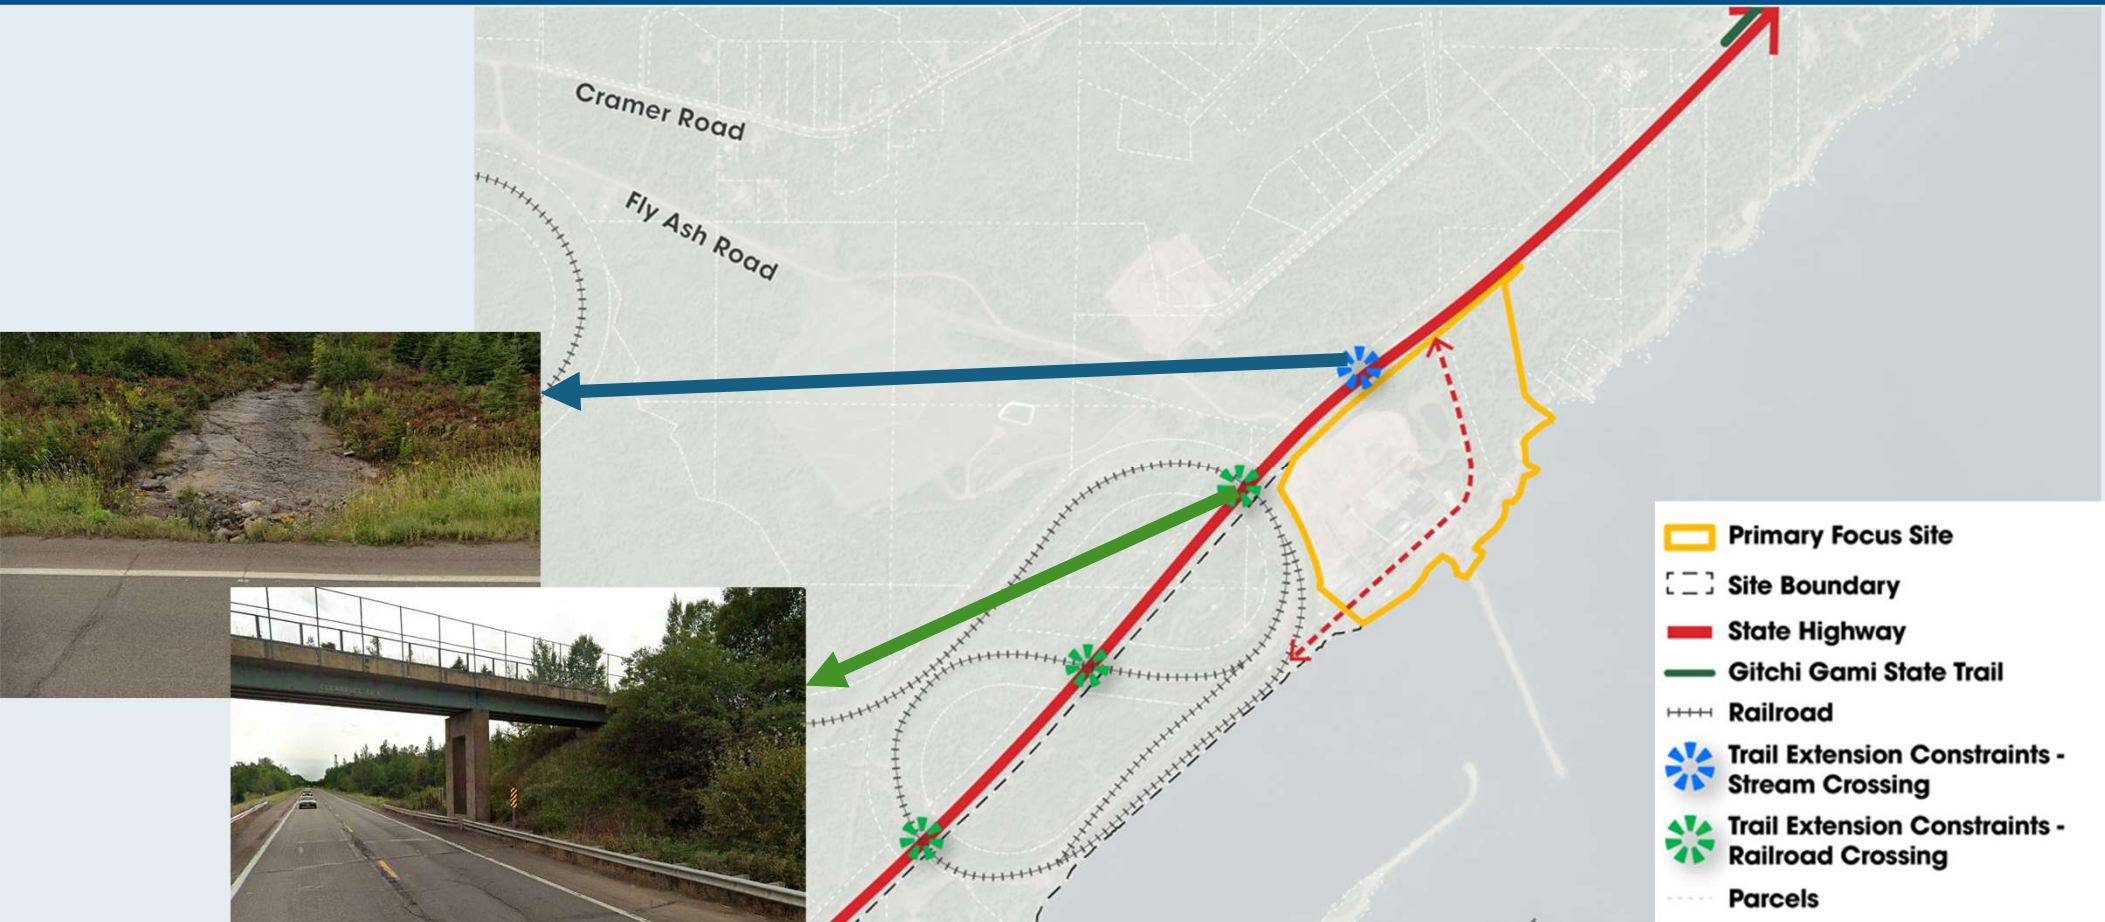 Cramer Road
Fly Ash Road
Primary Focus Site
Site Boundary
State Highway
Gitchi Gami State Trail
Railroad
Trail Extension Constraints -
Stream Crossing
Trail Extension Constraints -
Railroad Crossing
Parcels